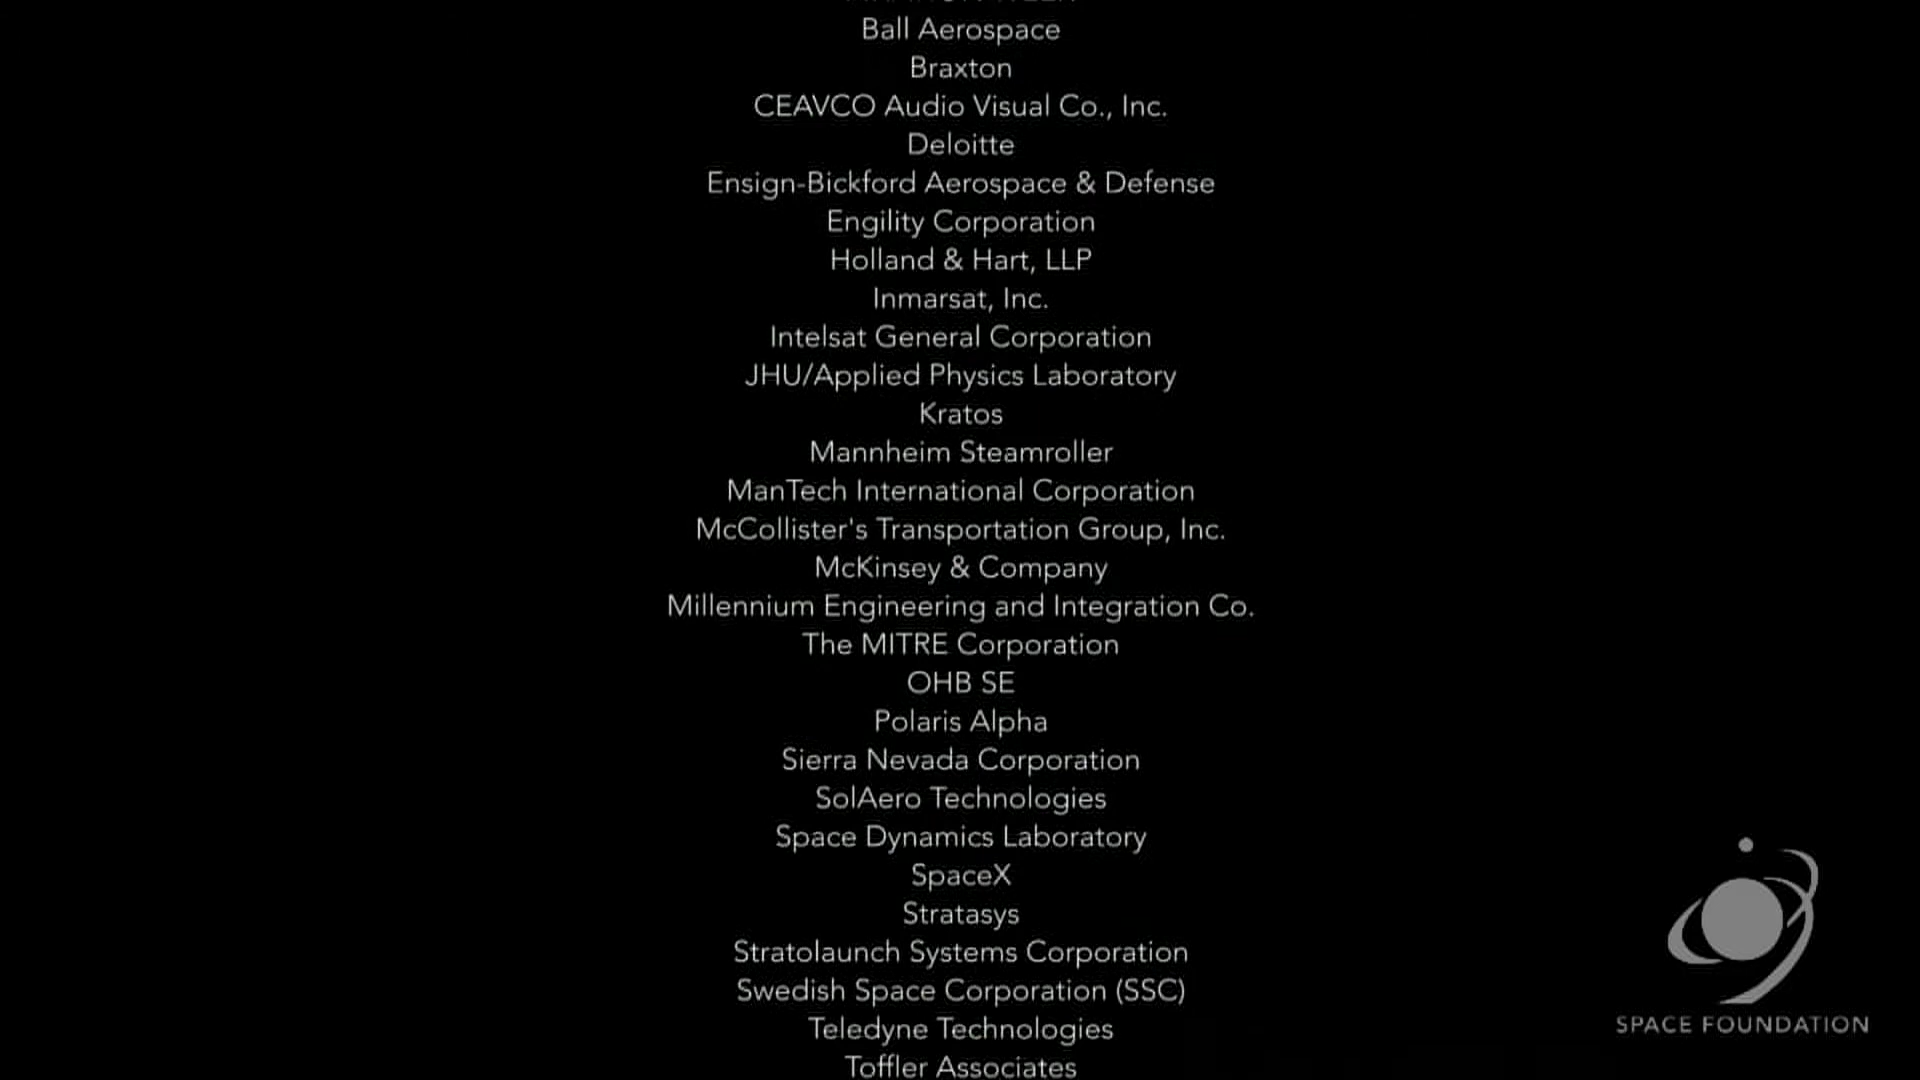 Ball Aerospace
Braxton
CEAVCO Audio Visual Co., Inc.
Deloitte
Ensign-Bickford Aerospace & Defense
Engility Corporation
Holland & Hart, LLP
Inmarsat, Inc.
Intelsat General Corporation
JHU/Applied Physics Laboratory
Kratos
Mannheim Steamroller
ManTech International Corporation
McCollister's Transportation Group, Inc.
McKinsey & Company
Millennium Engineering and Integration Co.
The MITRE Corporation
OHB SE
Polaris Alpha
Sierra Nevada Corporation
SolAero Technologies
Space Dynamics Laboratory
SpaceX
Stratasys
Stratolaunch Systems Corporation
Swedish Space Corporation (SSC)
Teledyne Technologies
Toffler Associates
SPACE FOUNDATION